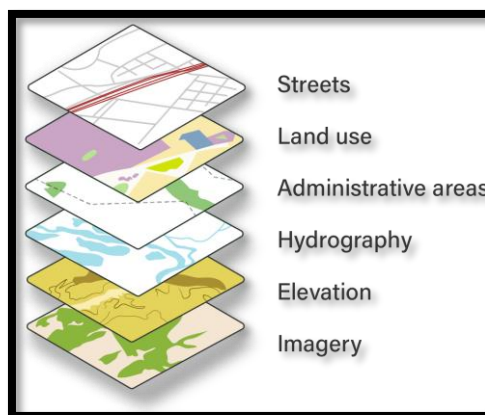 Streets
Land use
Administrative areas
Hydrography
Elevation
Imagery